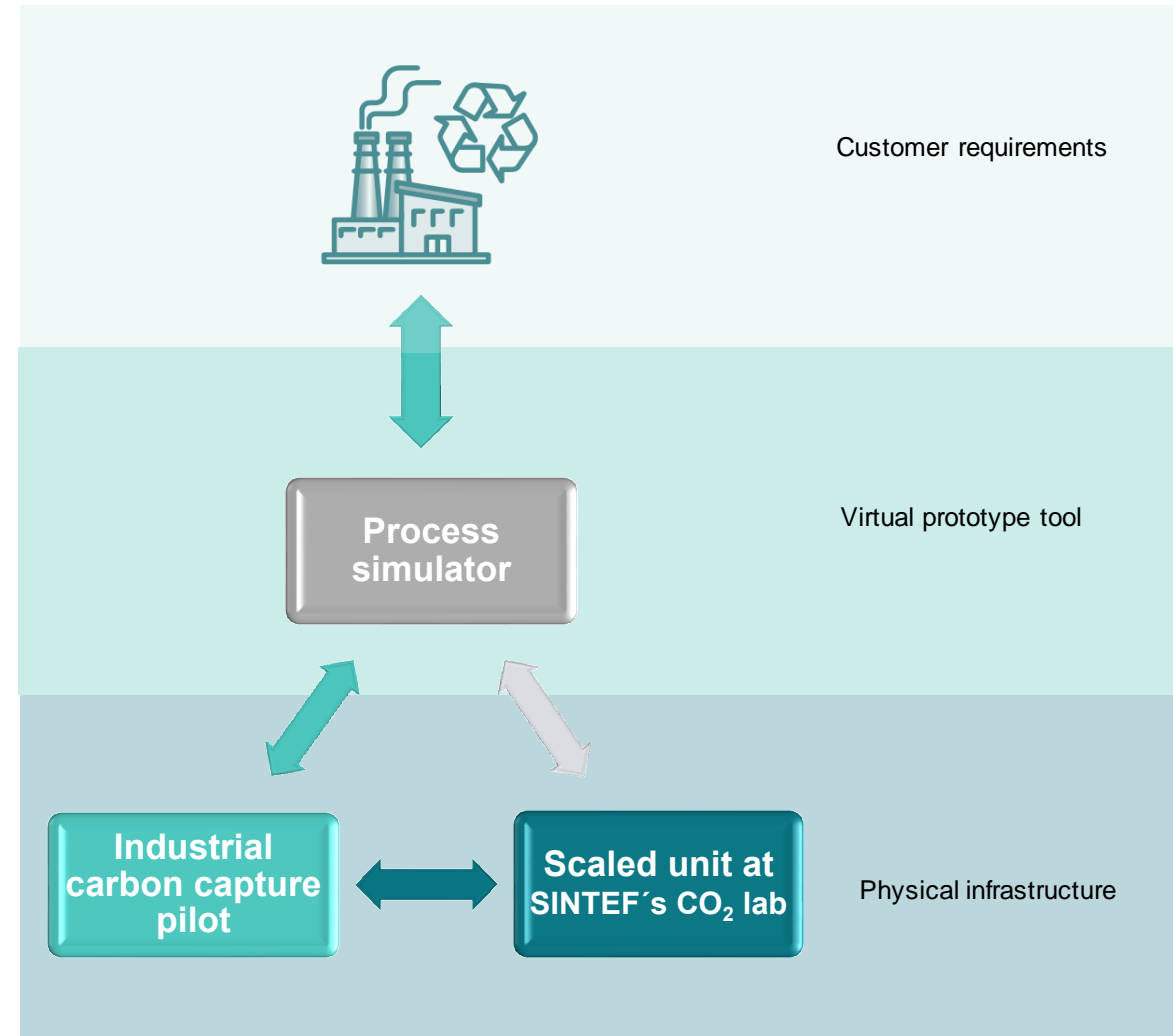 Customer requirements
Process
simulator
Virtual prototype tool
Industrial
carbon capture
pilot
Scaled unit at
SINTEF´s CO₂ lab
Physical infrastructure